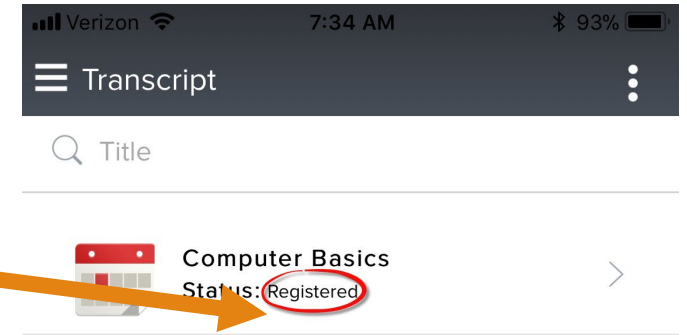 Verizon 7:34 AM 93%
Transcript
Title
Computer Basics
Status: Registered